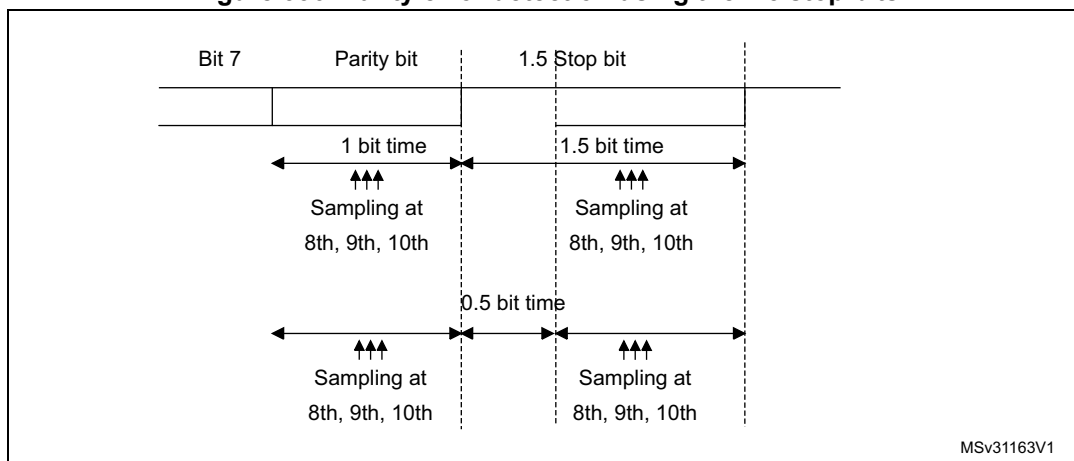 Bit 7 Parity bit 1.5 Stop bit
1 bit time 1.5 bit time
Sampling at Sampling at
8th, 9th, 10th 8th, 9th, 10th
0.5 bit time
Sampling at Sampling at
8th, 9th, 10th 8th, 9th, 10th
MSv31163V1